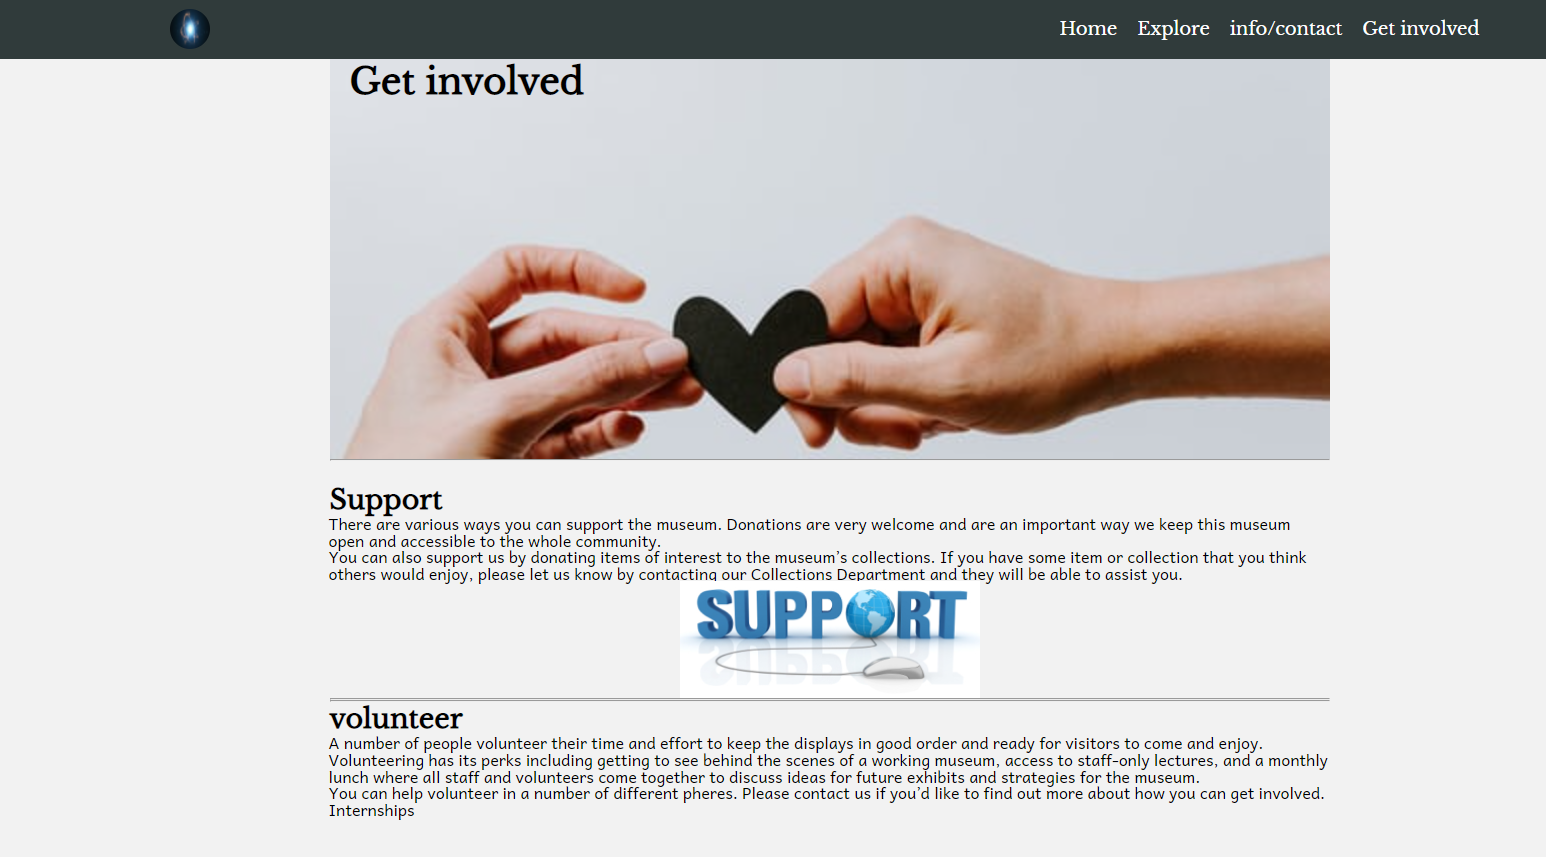 Home Explore info/contact Get involved
Get involved
Support
There are various ways you can support the museum. Donations are very welcome and are an important way we keep this museum
open and accessible to the whole community.
You can also support us by donating items of interest to the museum's collections. If you have some item or collection that you think
others would enjoy, please let us know by contacting our Collections Department and they will be able to assist you.
SUPPORT
volunteer
A number of people volunteer their time and effort to keep the displays in good order and ready for visitors to come and enjoy.
Volunteering has its perks including getting to see behind the scenes of a working museum, access to staff-only lectures, and a monthly
lunch where all staff and volunteers come together to discuss ideas for future exhibits and strategies for the museum.
You can help volunteer in a number of different pheres. Please contact us if you'd like to find out more about how you can get involved.
Internships